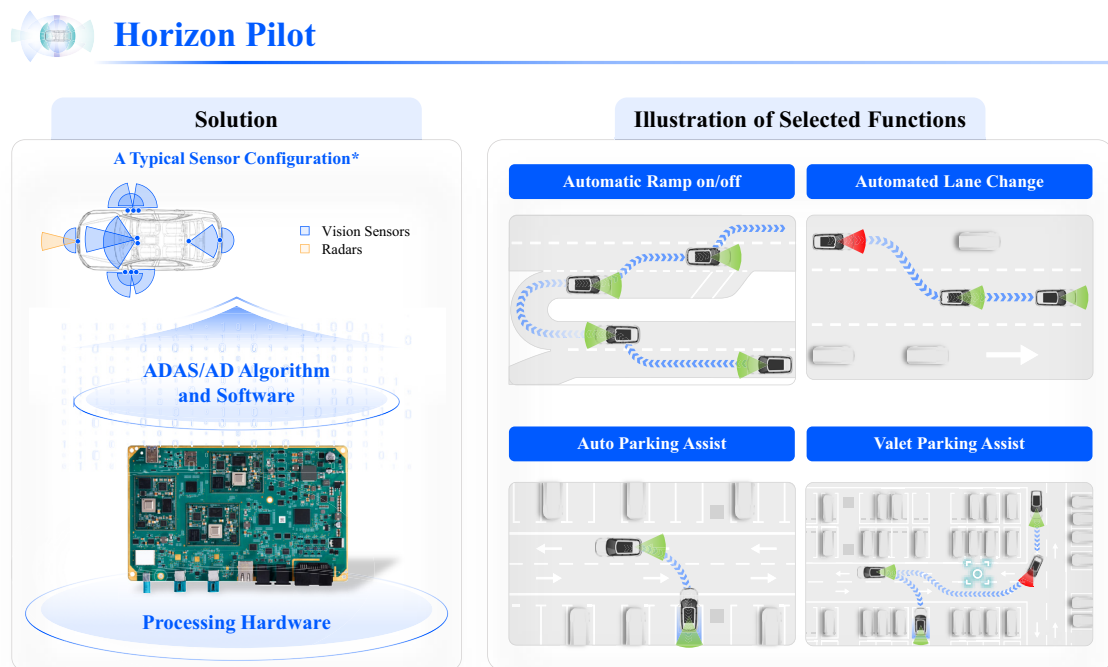 Horizon Pilot
Solution
A Typical Sensor Configuration*
Vision Sensors
Radars
ADAS/AD Algorithm
and Software
Processing Hardware
Illustration of Selected Functions
Automatic Ramp on/off
Automated Lane Change
Auto Parking Assist
Valet Parking Assist